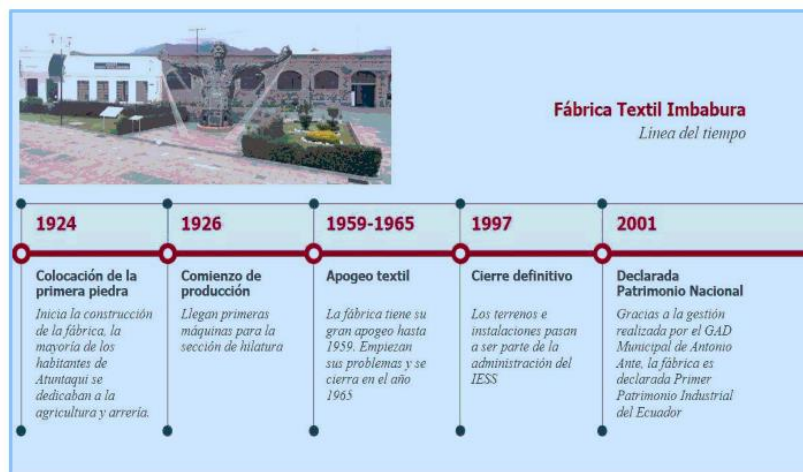 Fábrica Textil Imbabura
Línea del tiempo
1924
Colocación de la
primera piedra
Inicia la construcción
de la fábrica, la
mayoría de los
habitantes de
Atuntaqui se
dedicaban a la
agricultura y arrería.
1926
Comienzo de
producción
Llegan primeras
máquinas para la
sección de hilatura
1959-1965
Apogeo textil
La fábrica tiene su
gran apogeo hasta
1959. Empiezan
sus problemas y se
cierra en el año
1965
1997
Cierre definitivo
Los terrenos e
instalaciones pasan
a ser parte de la
administración del
IESS
2001
Declarada
Patrimonio Nacional
Gracias a la gestión
realizada por el GAD
Municipal de Antonio
Ante, la fábrica es
declarada Primer
Patrimonio Industrial
del Ecuador